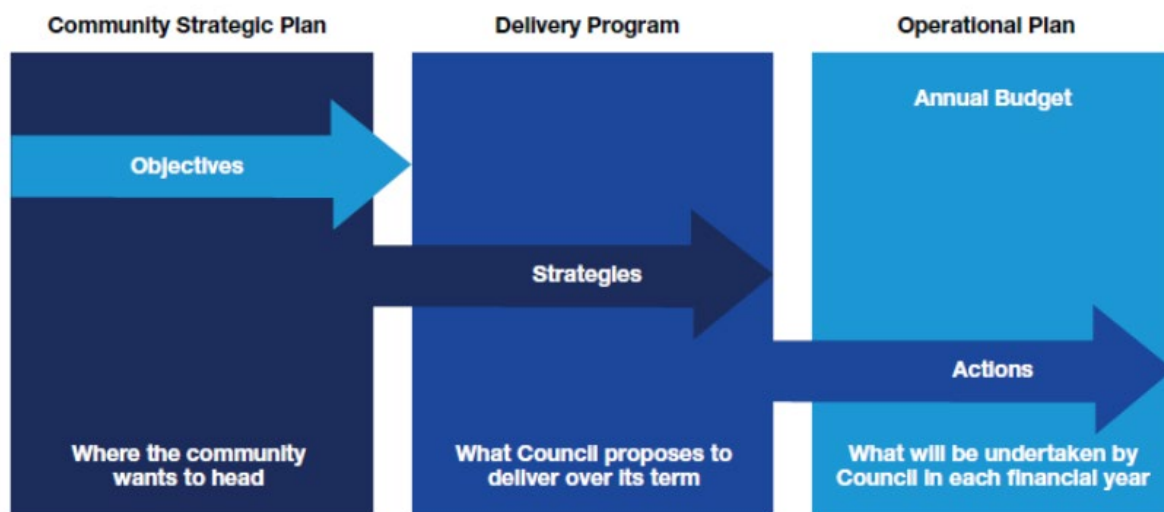 Community Strategic Plan
Delivery Program
Operational Plan
Annual Budget
Objectives
Strategies
Actions
Where the community
wants to head
What Council proposes to
deliver over its term
What will be undertaken by
Council in each financial year